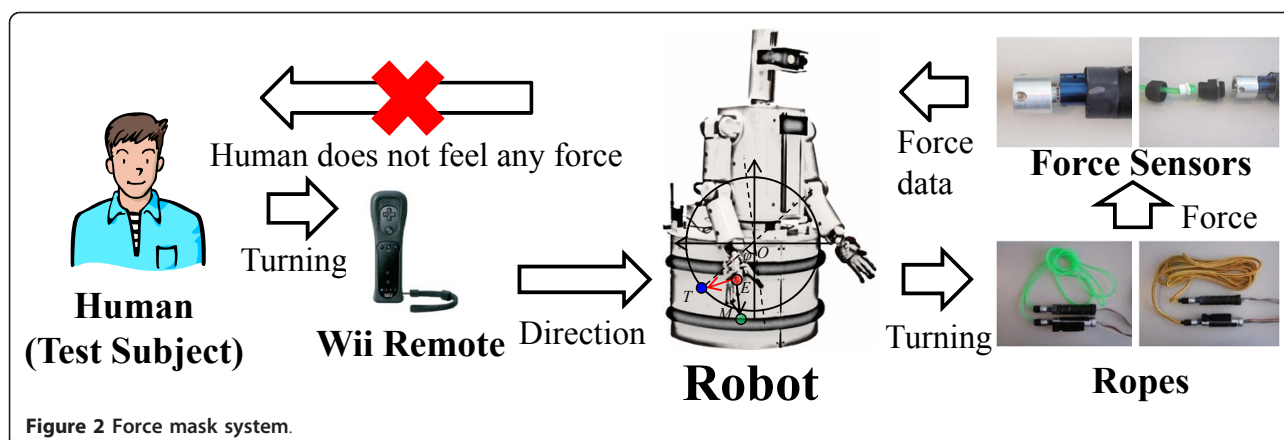 Human does not feel any force
Turning
Human
(Test Subject)
Wii Remote
Direction
O
T
E
M
Robot
Force
data
Force Sensors
Force
Turning
Ropes
Figure 2 Force mask system.